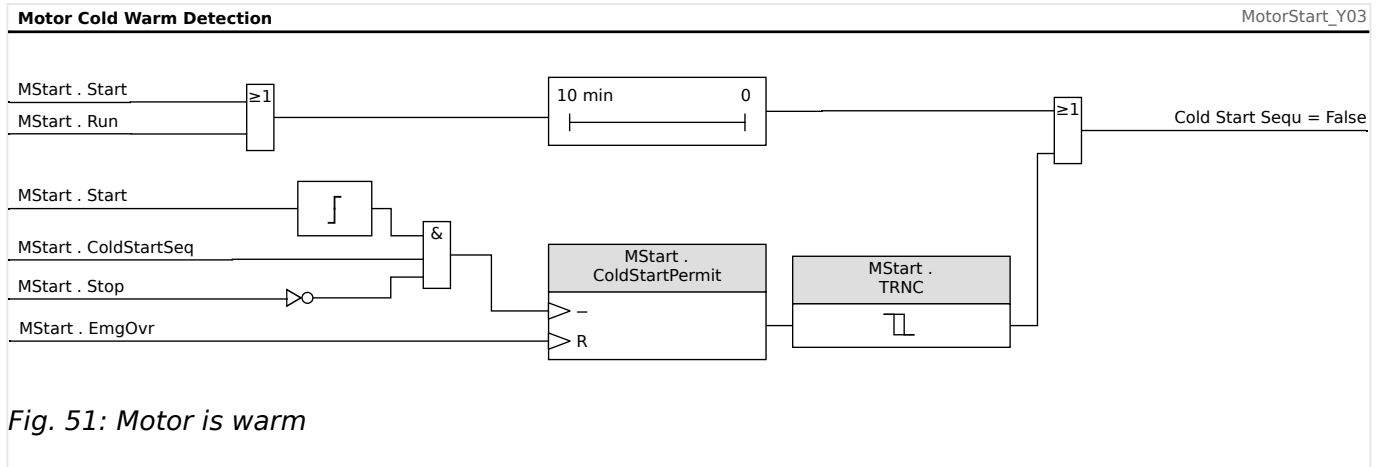 Motor Cold Warm Detection
MotorStart_Y03
MStart . Start
MStart . Run
≥1
10 min 0
≥1
Cold Start Sequ = False
MStart . Start
MStart . ColdStartSeq
MStart . Stop
MStart . EmgOvr
&
MStart .
ColdStartPermit
–
R
MStart .
TRNC
Fig. 51: Motor is warm